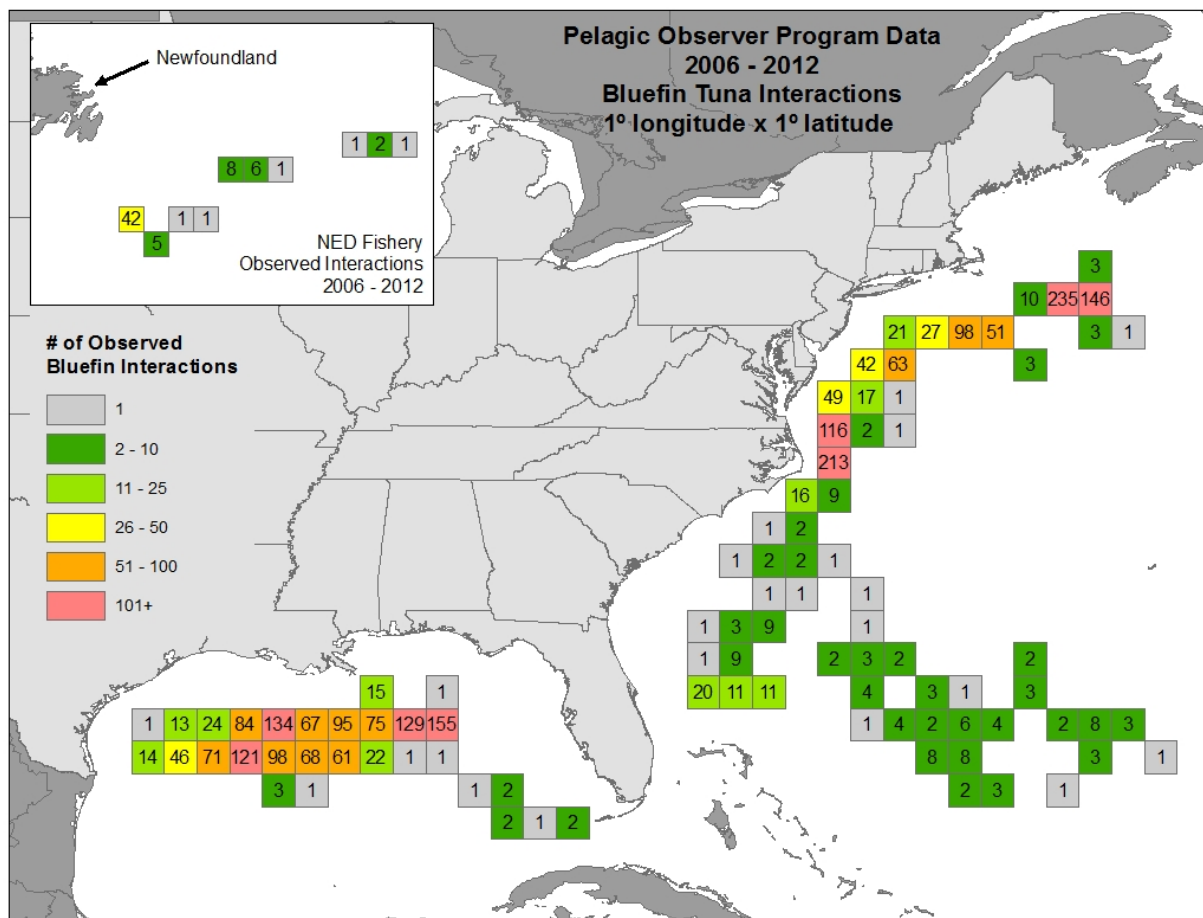 Pelagic Observer Program Data
2006 - 2012
Bluefin Tuna Interactions
1º longitude x 1º latitude
Newfoundland
1 2 1
8 6 1
42 1 1
5
NED Fishery
Observed Interactions
2006 - 2012
# of Observed
Bluefin Interactions
1
2 - 10
11 - 25
26 - 50
51 - 100
101+
3
10 235 146
21 27 98 51 3 1
42 63 3
49 17 1
116 2 1
213
16 9
1 2
1 2 2 1
1 1 1
1 3 9 1
1 9 2 3 2 2
15 1 20 11 11 4 3 1 3
1 13 24 84 134 67 95 75 129 155 1 4 2 6 4 2 8 3
14 46 71 121 98 68 61 22 1 1 8 8 3 1
3 1 1 2 2 3 1
2 1 2